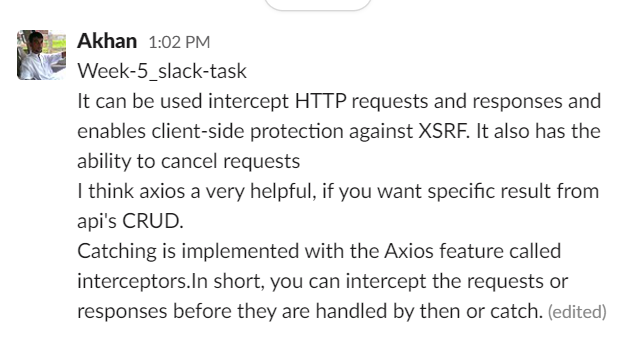 Akhan 1:02 PM
Week-5_slack-task
It can be used intercept HTTP requests and responses and
enables client-side protection against XSRF. It also has the
ability to cancel requests
I think axios a very helpful, if you want specific result from
api's CRUD.
Catching is implemented with the Axios feature called
interceptors.In short, you can intercept the requests or
responses before they are handled by then or catch. (edited)